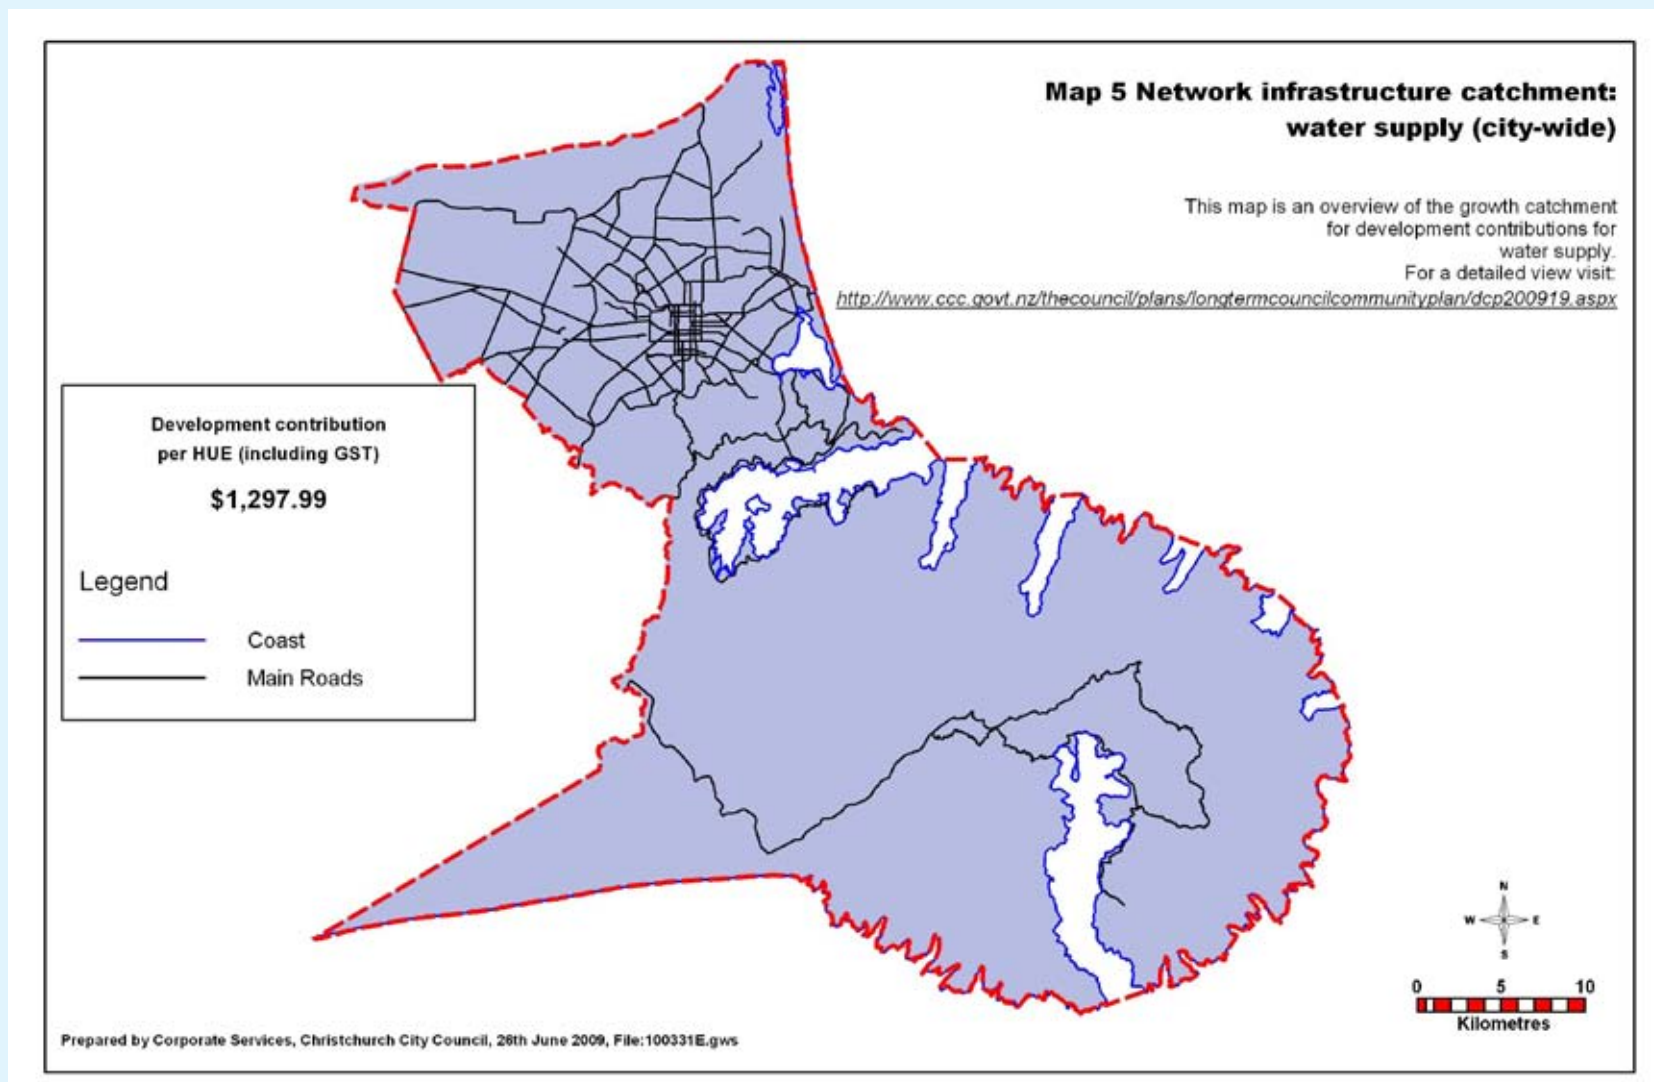 Map 5 Network infrastructure catchment:
water supply (city-wide)
This map is an overview of the growth catchment
for development contributions for
water supply.
For a detailed view visit:
http://www.ccc.govt.nz/thecouncil/plans/longtermcouncilcommunityplan/dcp200919.aspx
Development contribution
per HUE (including GST)
$1,297.99
Legend
Coast
Main Roads
N
W E
S
0 5 10
Kilometres
Prepared by Corporate Services, Christchurch City Council, 26th June 2009, File:100331E.gws